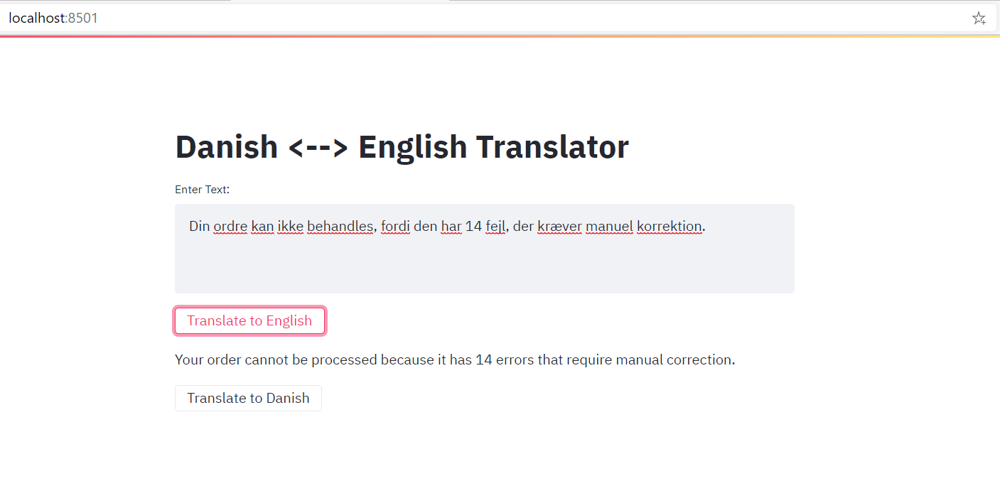 localhost:8501
Danish <--> English Translator
Enter Text:
Din ordre kan ikke behandles, fordi den har 14 fejl, der kræver manuel korrektion.
Translate to English
Your order cannot be processed because it has 14 errors that require manual correction.
Translate to Danish